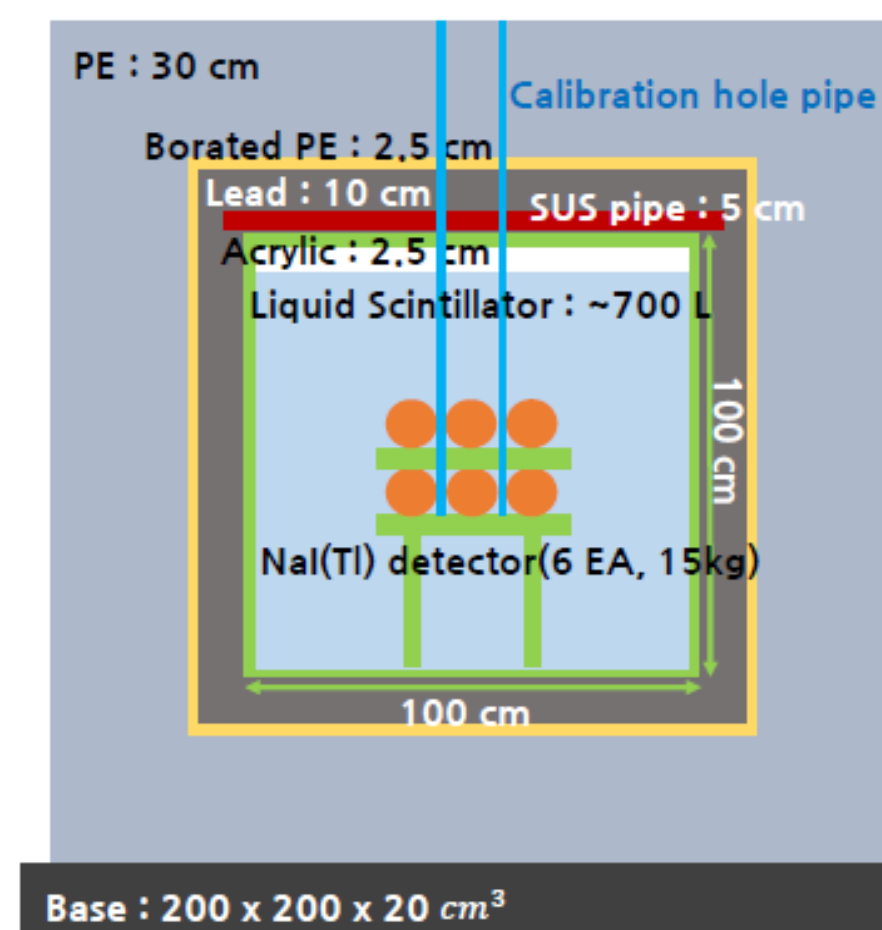 PE : 30 cm
Calibration hole pipe
Borated PE : 2.5 cm
Lead : 10 cm
SUS pipe : 5 cm
Acrylic : 2.5 cm
Liquid Scintillator : ~700 L
100 cm
NaI(Tl) detector(6 EA, 15kg)
100 cm
Base : 200 x 200 x 20 cm³